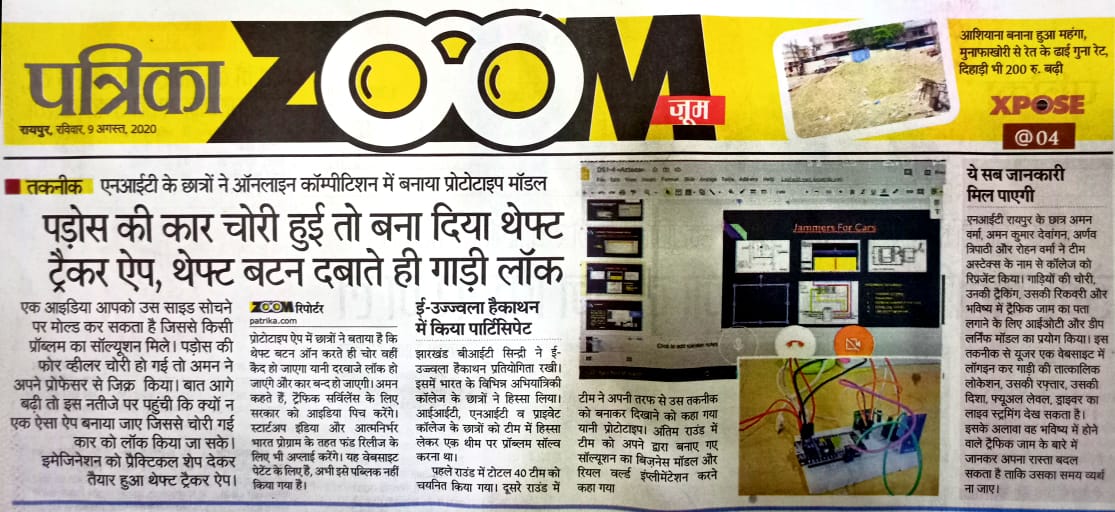 पत्रिका
ZOOM
ज़ूम
रायपुर, रविवार, 9 अगस्त, 2020
आशियाना बनाना हुआ महंगा,
मुनाफाखोरी से रेत के ढाई गुना रेट,
दिहाड़ी भी 200 रु. बढ़ी
XPOSE
@04
तकनीक एनआईटी के छात्रों ने ऑनलाइन कॉम्पीटिशन में बनाया प्रोटोटाइप मॉडल
पड़ोस की कार चोरी हुई तो बना दिया थेफ्ट
ट्रैकर ऐप, थेफ्ट बटन दबाते ही गाड़ी लॉक
एक आइडिया आपको उस साइड सोचने
पर मोल्ड कर सकता है जिससे किसी
प्रॉब्लम का सॉल्यूशन मिले। पड़ोस की
फोर व्हीलर चोरी हो गई तो अमन ने
अपने प्रोफेसर से जिक्र किया। बात आगे
बढ़ी तो इस नतीजे पर पहुंची कि क्यों न
एक ऐसा ऐप बनाया जाए जिससे चोरी गई
कार को लॉक किया जा सके।
इमेजिनेशन को प्रैक्टिकल शेप देकर
तैयार हुआ थेफ्ट ट्रैकर ऐप।
ZOOM रिपोर्टर
patrika.com
प्रोटोटाइप ऐप में छात्रों ने बताया है कि
थेफ्ट बटन ऑन करते ही चोर वहीं
कैद हो जाएगा यानी दरवाजे लॉक हो
जाएंगे और कार बन्द हो जाएगी। अमन
कहते हैं, ट्रैफिक सर्विलेंस के लिए
सरकार को आइडिया पिच करेंगे।
स्टार्टअप इंडिया और आत्मनिर्भर
भारत प्रोग्राम के तहत फंड रिलीज के
लिए भी अप्लाई करेंगे। यह वेबसाइट
पेटेंट के लिए है, अभी इसे पब्लिक नहीं
किया गया है।
ई-उज्ज्वला हैकाथन
में किया पार्टिसिपेट
झारखंड बीआईटी सिन्द्री ने ई-
उज्ज्वला हैकथन प्रतियोगिता रखी।
इसमें भारत के विभिन्न अभियांत्रिकी
कॉलेज के छात्रों ने हिस्सा लिया।
आईआईटी, एनआईटी व प्राइवेट
कॉलेज के छात्रों को टीम में हिस्सा
लेकर एक थीम पर प्रॉब्लम सॉल्व
करना था।
पहले राउंड में टोटल 40 टीम को
चयनित किया गया। दूसरे राउंड में
Jammers For Cars
Click to add speaker notes
टीम ने अपनी तरफ से उस तकनीक
को बनाकर दिखाने को कहा गया
यानी प्रोटोटाइप। अंतिम राउंड में
टीम को अपने द्वारा बनाए गए
सॉल्यूशन का बिज़नेस मॉडल और
रियल वर्ल्ड इंप्लीमेंटेशन करने
कहा गया
ये सब जानकारी
मिल पाएगी
एनआईटी रायपुर के छात्र अमन
वर्मा, अमन कुमार देवांगन, अर्णव
त्रिपाठी और रोहन वर्मा ने टीम
अस्टेक्स के नाम से कॉलेज को
रिप्रजेंट किया। गाड़ियों की चोरी,
उनकी ट्रैकिंग, उसकी रिकवरी और
भविष्य में ट्रैफिक जाम का पता
लगाने के लिए आईओटी और डीप
लर्निंफ मॉडल का प्रयोग किया। इस
तकनीक से यूजर एक वेबसाइट में
लॉगइन कर गाड़ी की तात्कालिक
लोकेशन, उसकी रफ्तार, उसकी
दिशा, फ्यूअल लेवल, ड्राइवर का
लाइव स्ट्रमिंग देख सकता है।
इसके अलावा वह भविष्य में होने
वाले ट्रैफिक जाम के बारे में
जानकर अपना रास्ता बदल
सकता है ताकि उसका समय व्यर्थ
ना जाए।